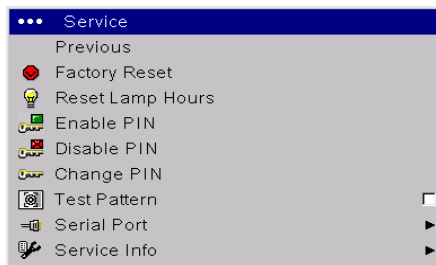 Service
Previous
Factory Reset
Reset Lamp Hours
Enable PIN
Disable PIN
Change PIN
Test Pattern
Serial Port
Service Info